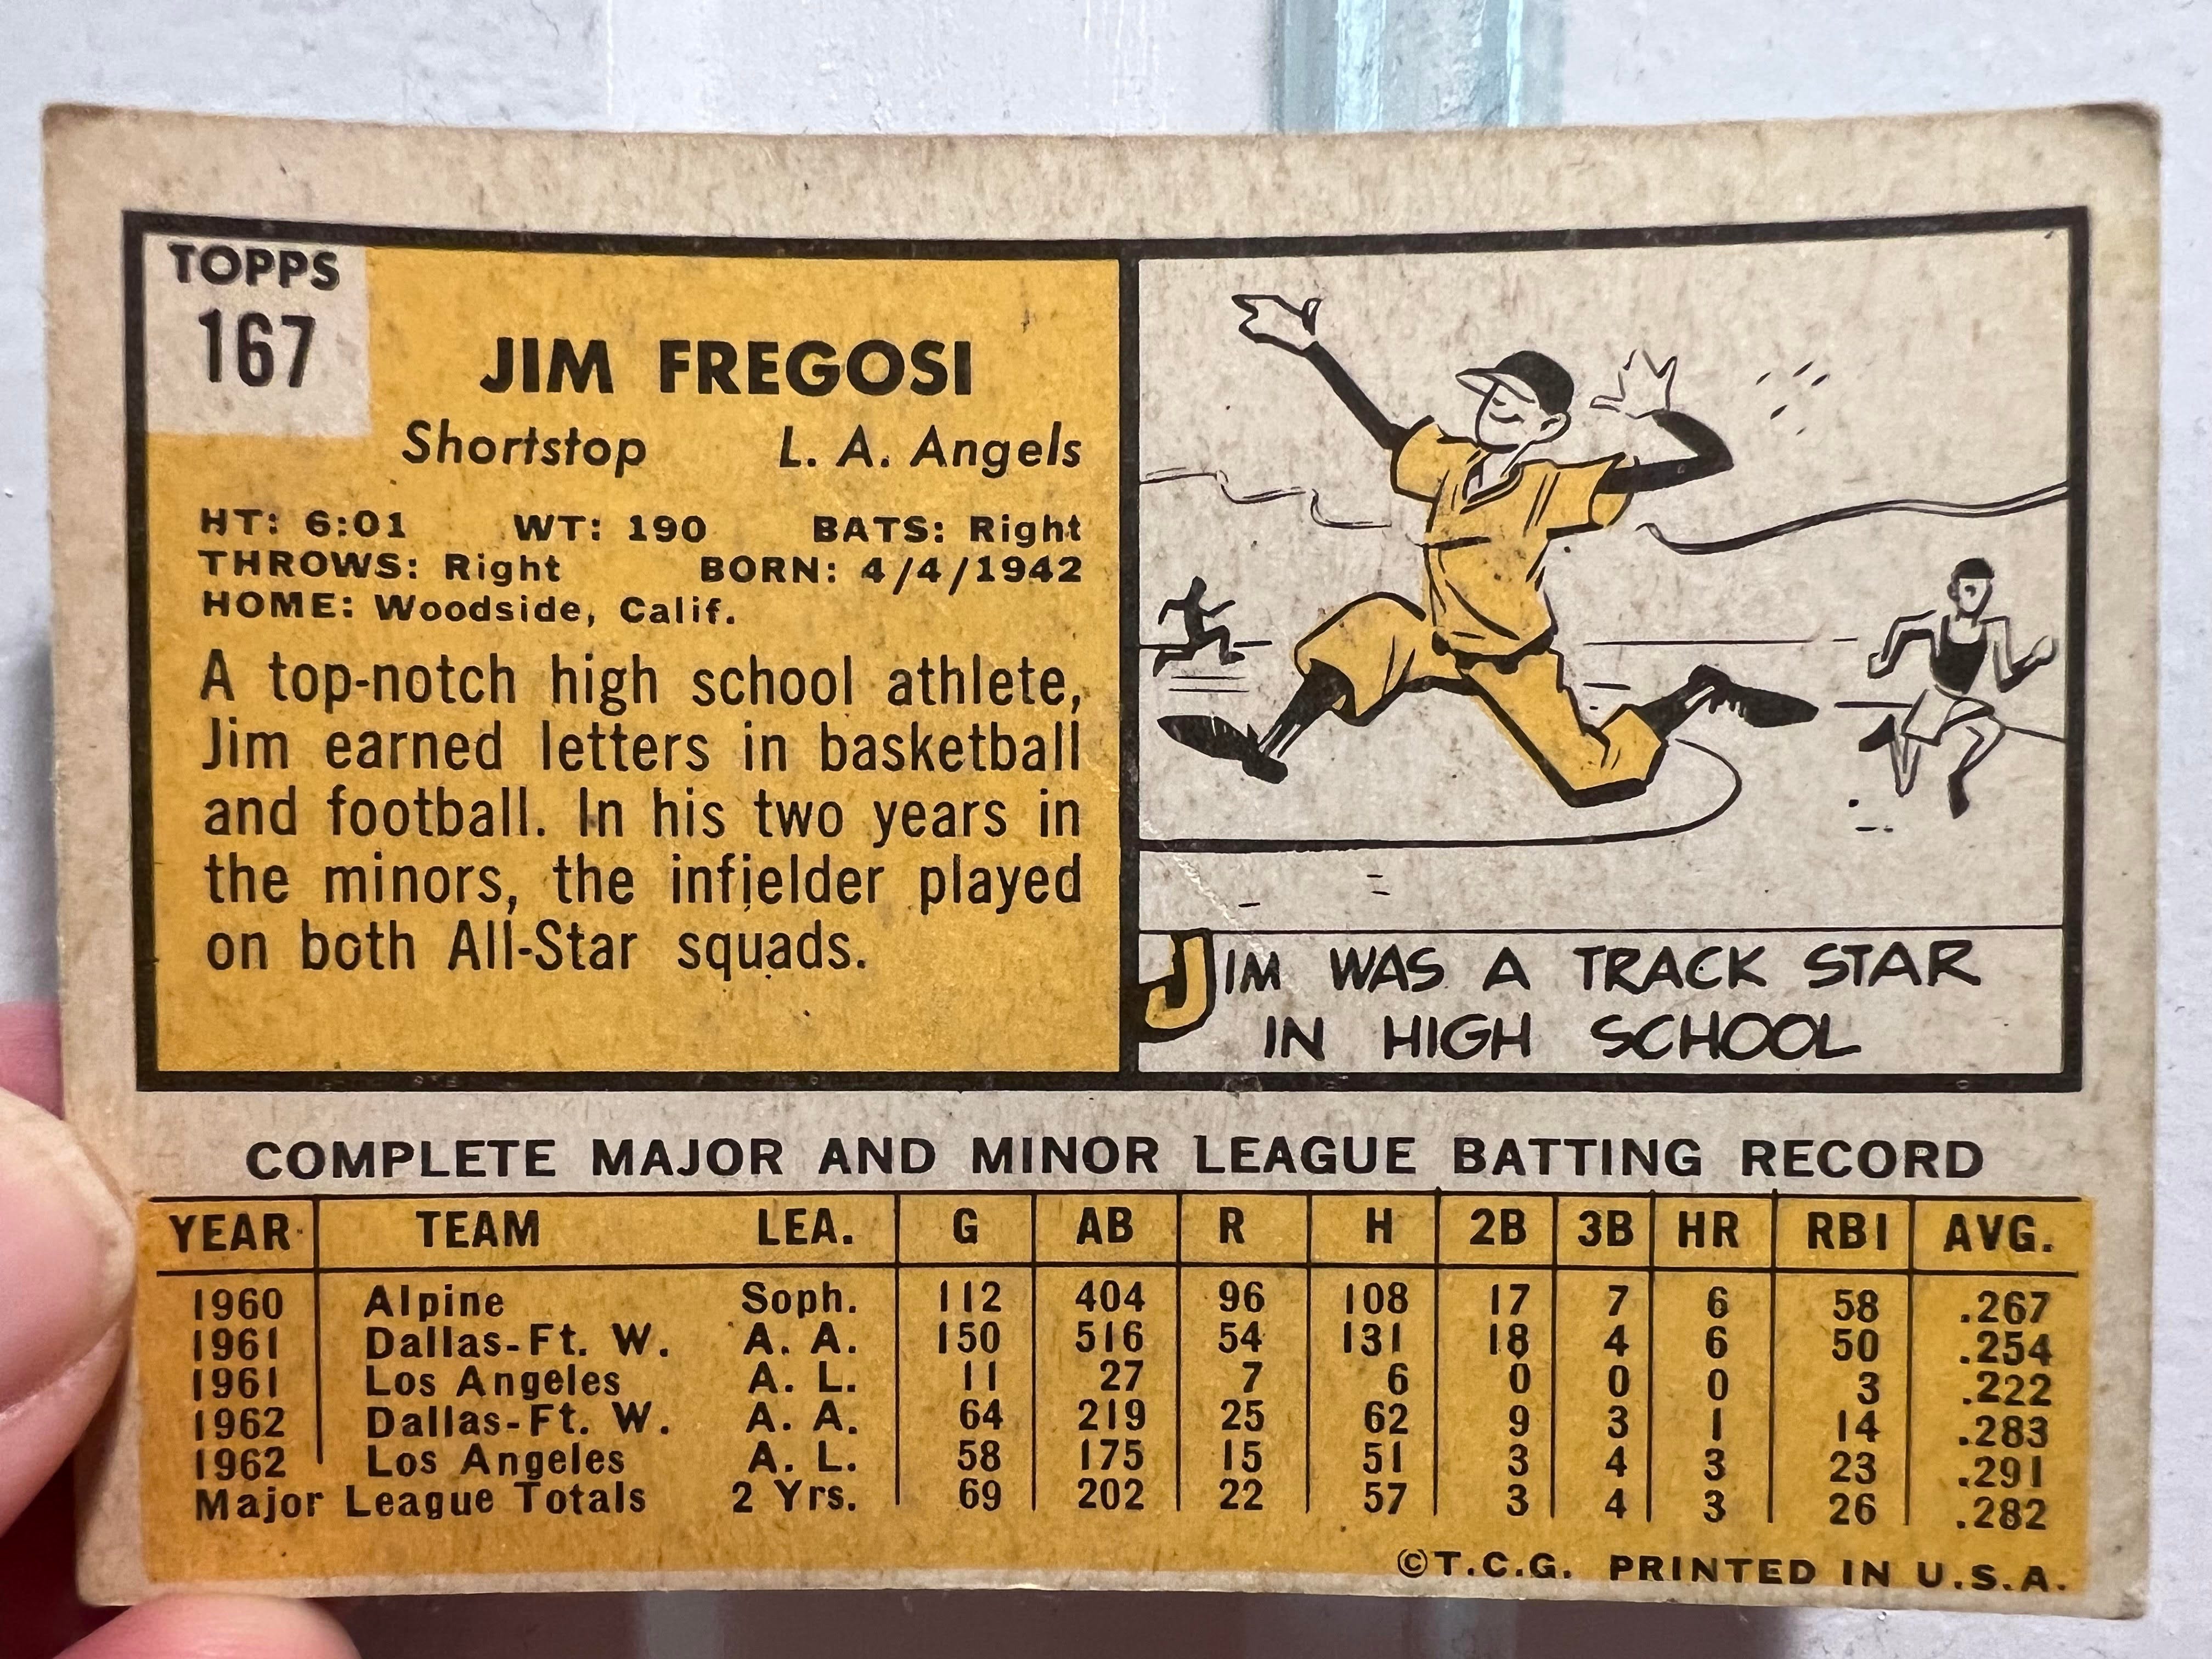 TOPPS
167
JIM FREGOSI
Shortstop L. A. Angels
HT: 6:01 WT: 190 BATS: Right
THROWS: Right BORN: 4/4/1942
HOME: Woodside, Calif.
A top-notch high school athlete,
Jim earned letters in basketball
and football. In his two years in
the minors, the infielder played
on both All-Star squads.
JIM WAS A TRACK STAR
IN HIGH SCHOOL
COMPLETE MAJOR AND MINOR LEAGUE BATTING RECORD
YEAR TEAM LEA. G AB R H 2B 3B HR RBI AVG.
1960 Alpine Soph. 112 404 96 108 17 7 6 58 .267
1961 Dallas-Ft. W. A. A. 150 516 54 131 18 4 6 50 .254
1961 Los Angeles A. L. 11 27 7 6 0 0 0 3 .222
1962 Dallas-Ft. W. A. A. 64 219 25 62 9 3 1 14 .283
1962 Los Angeles A. L. 58 175 15 51 3 4 3 23 .291
Major League Totals 2 Yrs. 69 202 22 57 3 4 3 26 .282
©T.C.G. PRINTED IN U.S.A.